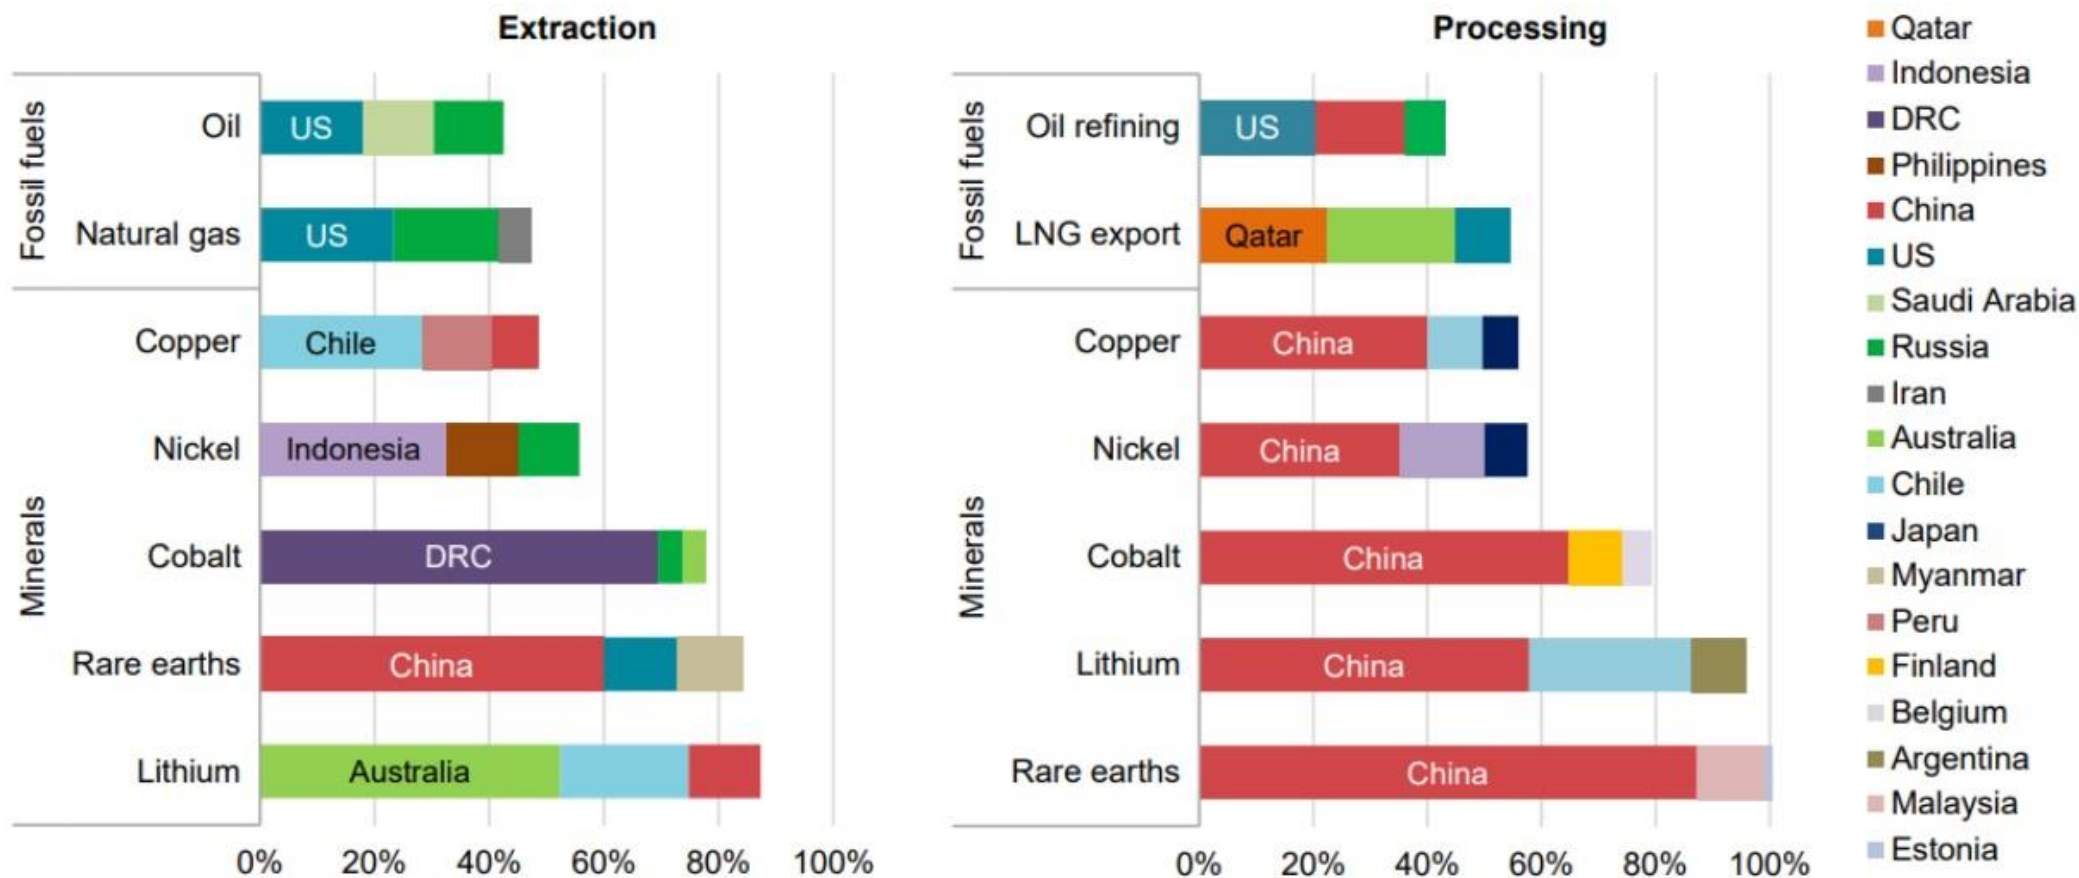 Extraction
Fossil fuels
Oil
US
Natural gas
US
Minerals
Copper
Chile
Nickel
Indonesia
Cobalt
DRC
Rare earths
China
Lithium
Australia
0% 20% 40% 60% 80% 100%
Processing
Fossil fuels
Oil refining
US
LNG export
Qatar
Minerals
Copper
China
Nickel
China
Cobalt
China
Lithium
China
Rare earths
China
0% 20% 40% 60% 80% 100%
Qatar
Indonesia
DRC
Philippines
China
US
Saudi Arabia
Russia
Iran
Australia
Chile
Japan
Myanmar
Peru
Finland
Belgium
Argentina
Malaysia
Estonia